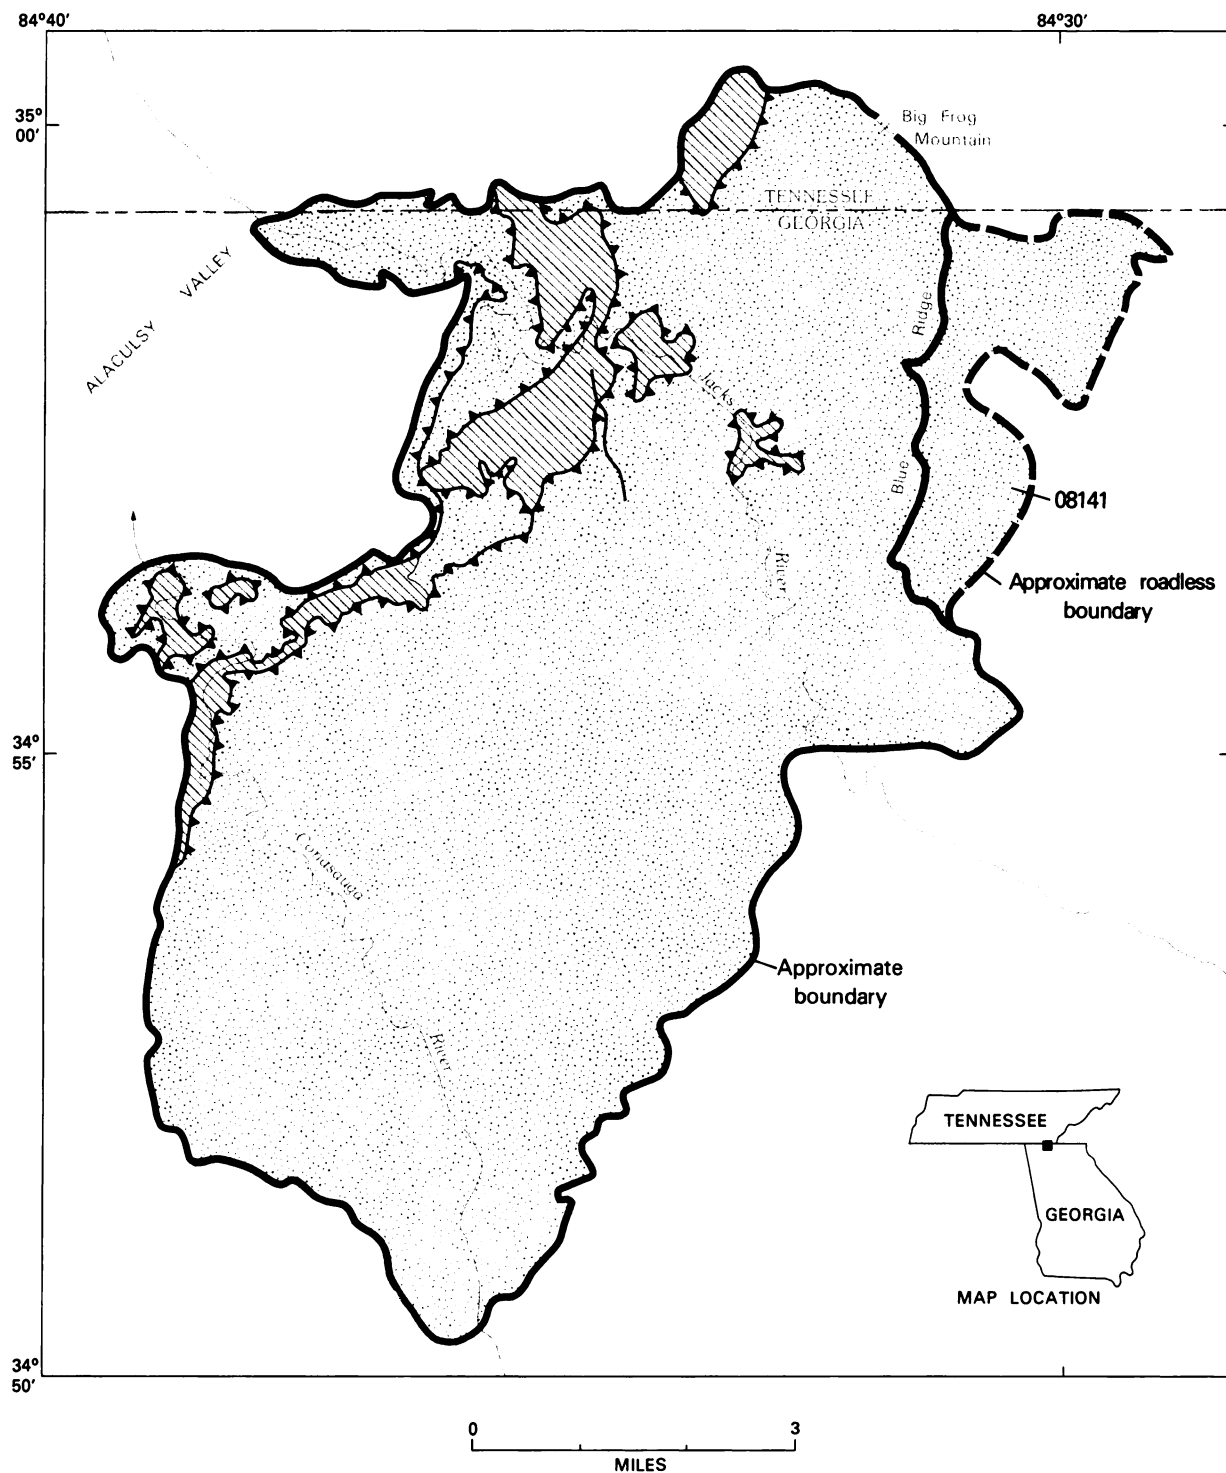 84°40′
84°30′
35°
00′
Big Frog
Mountain
TENNESSEE
GEORGIA
ALACULSY VALLEY
Ridge
Jacks
Blue
08141
River
Approximate roadless
boundary
34°
55′
Conasauga
Approximate
boundary
River
TENNESSEE
GEORGIA
MAP LOCATION
34°
50′
0 3
MILES